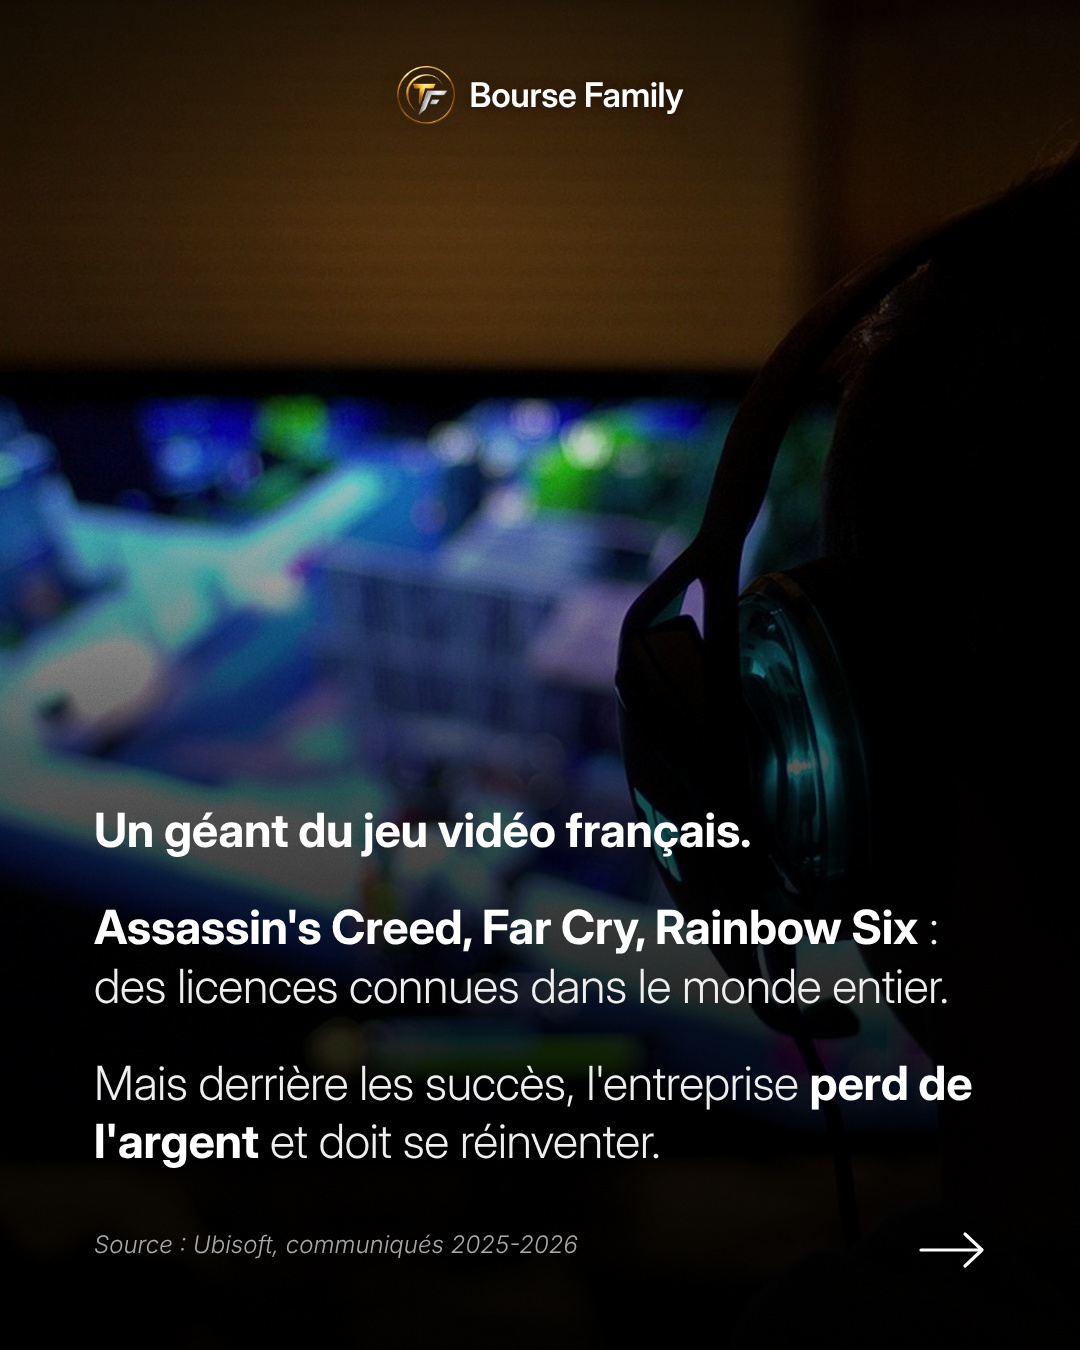 TF Bourse Family
Un géant du jeu vidéo français.
Assassin's Creed, Far Cry, Rainbow Six :
des licences connues dans le monde entier.
Mais derrière les succès, l'entreprise perd de
l'argent et doit se réinventer.
Source : Ubisoft, communiqués 2025-2026